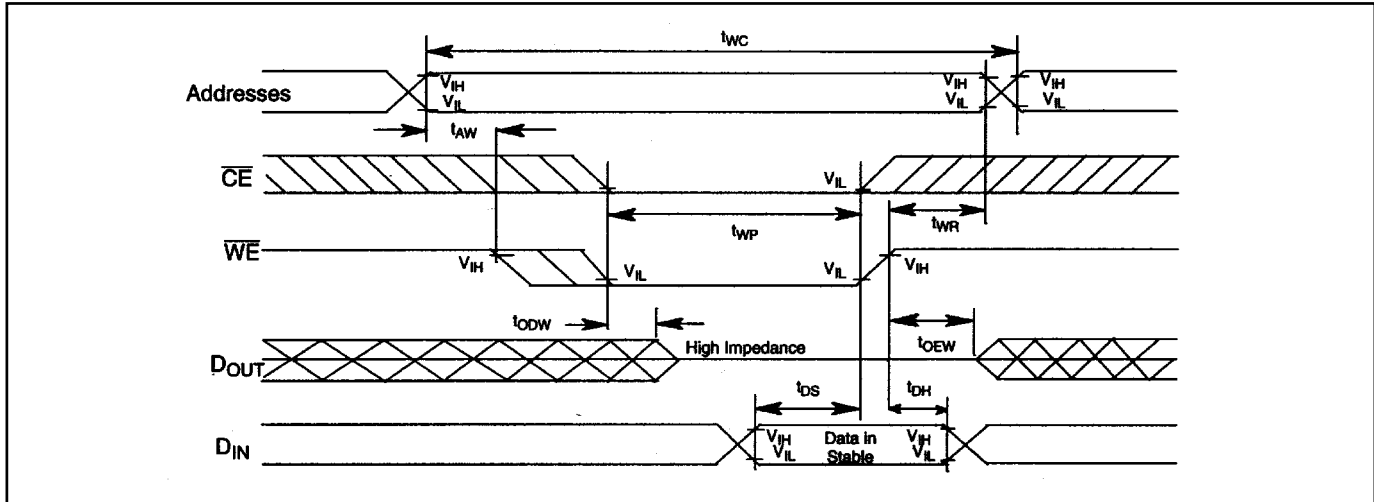 tWC
Addresses
VIH
VIL
VIH
VIL
VIH
VIL
tAW
CE
VIL
tWP
tWR
WE
VIH
VIL
VIL
VIH
tODW
tOEW
DOUT
High Impedance
tDS
tDH
DIN
VIH
VIL
Data in
Stable
VIH
VIL